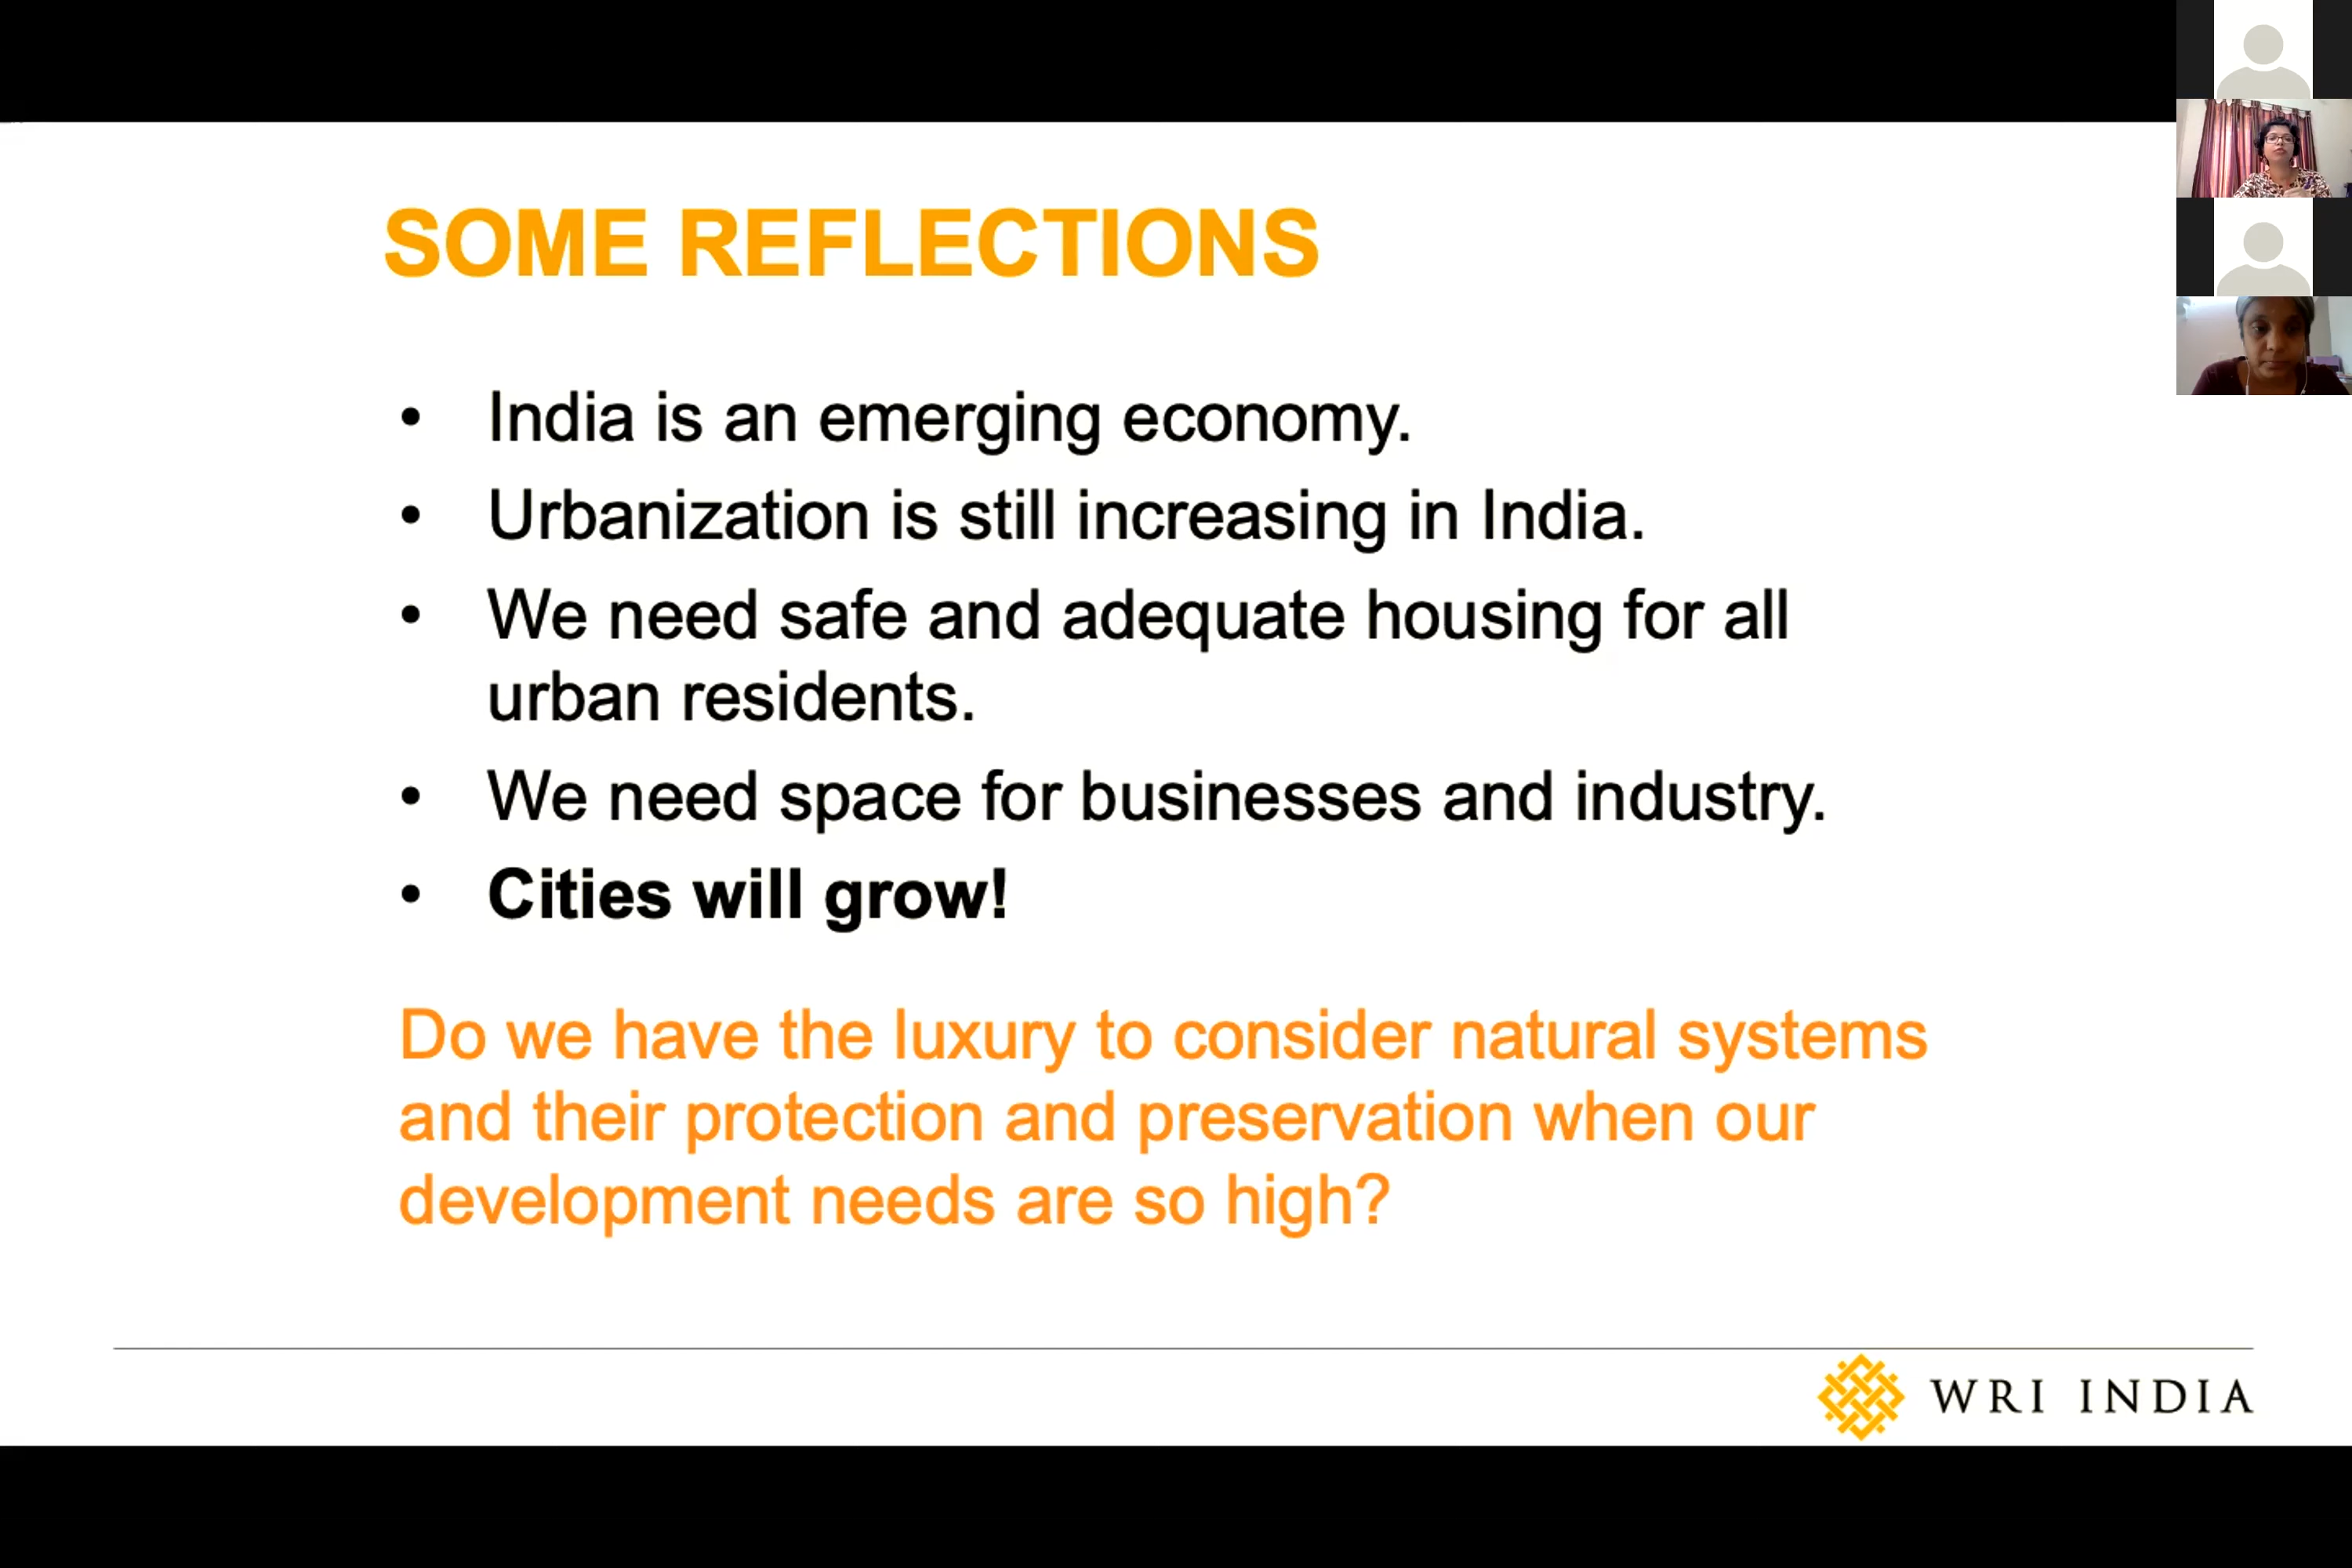 SOME REFLECTIONS
• India is an emerging economy.
• Urbanization is still increasing in India.
• We need safe and adequate housing for all
urban residents.
• We need space for businesses and industry.
• Cities will grow!
Do we have the luxury to consider natural systems
and their protection and preservation when our
development needs are so high?
WRI INDIA